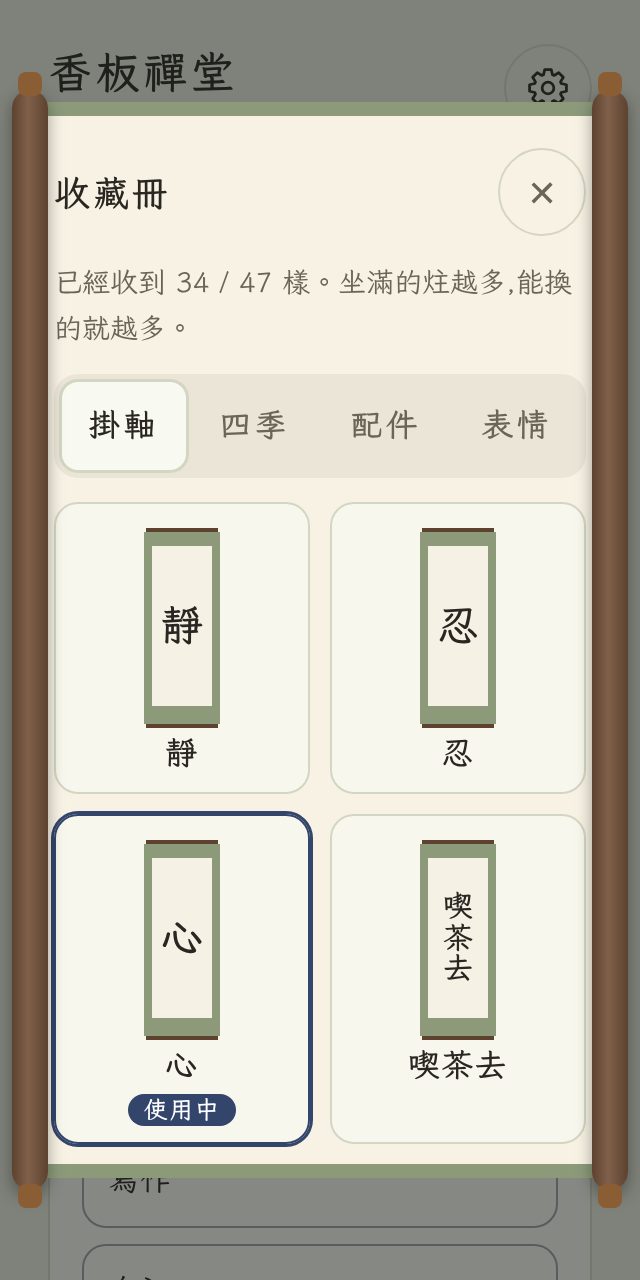 香板禪堂
收藏冊
已經收到 34 / 47 樣。坐滿的炷越多,能換
的就越多。
掛軸 四季 配件 表情
靜 忍
靜 忍
心
喫茶去
心 喫茶去
使用中
寫作